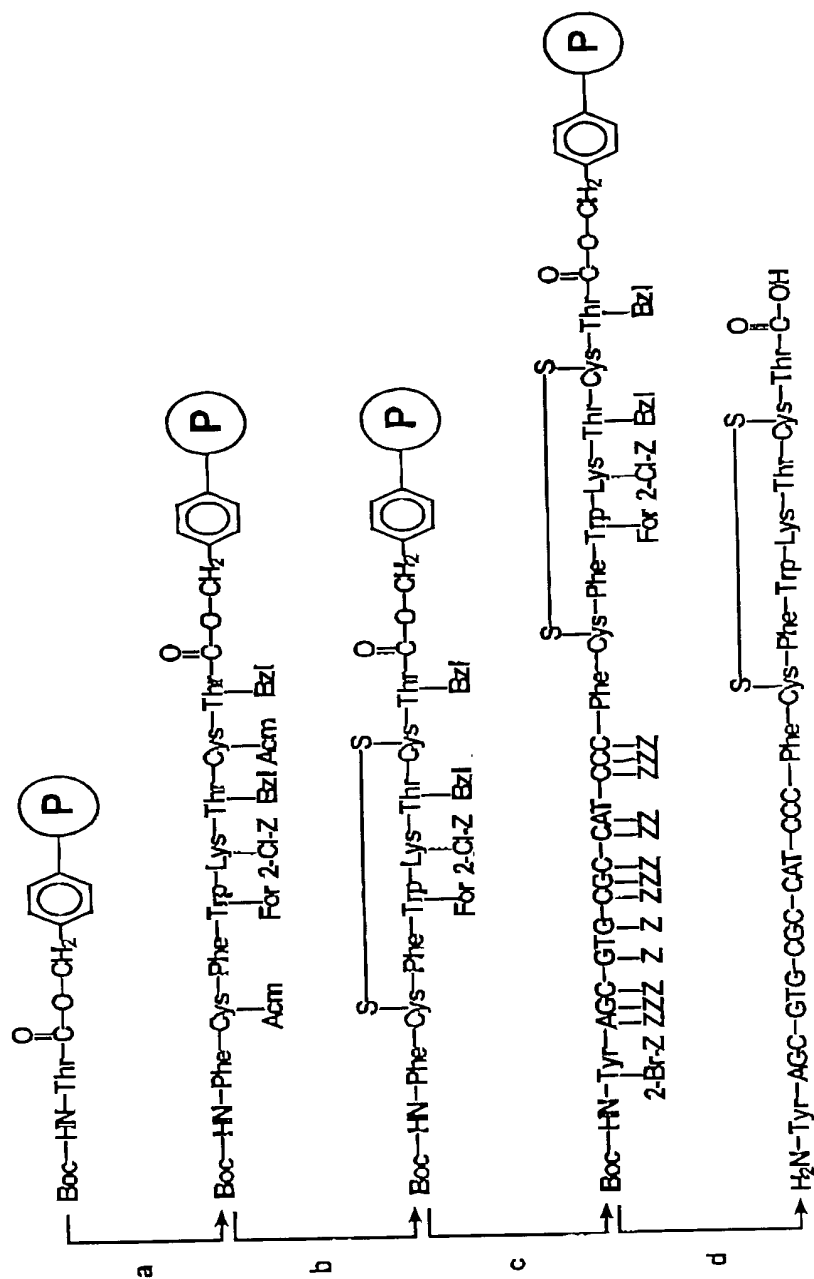 Boc—HN—Thr—C—O—CH2 P
O
a
Boc—HN—Phe—Cys—Phe—Trp—Lys—Thr—Cys—Thr—C—O—CH2 P
O
Acm For 2-Cl-Z Bzl Acm Bzl
b
S S
O
Boc—HN—Phe—Cys—Phe—Trp—Lys—Thr—Cys—Thr—C—O—CH2 P
For 2-Cl-Z Bzl Bzl
c
S S
O
Boc—HN—Tyr—AGC—GTG—CGC—CAT—CCC—Phe—Cys—Phe—Trp—Lys—Thr—Cys—Thr—C—O—CH2 P
2-Br-Z ZZZ Z Z ZZZ ZZ ZZZ For 2-Cl-Z Bzl Bzl
d
S S
O
H2N—Tyr—AGC—GTG—CGC—CAT—CCC—Phe—Cys—Phe—Trp—Lys—Thr—Cys—Thr—C—OH